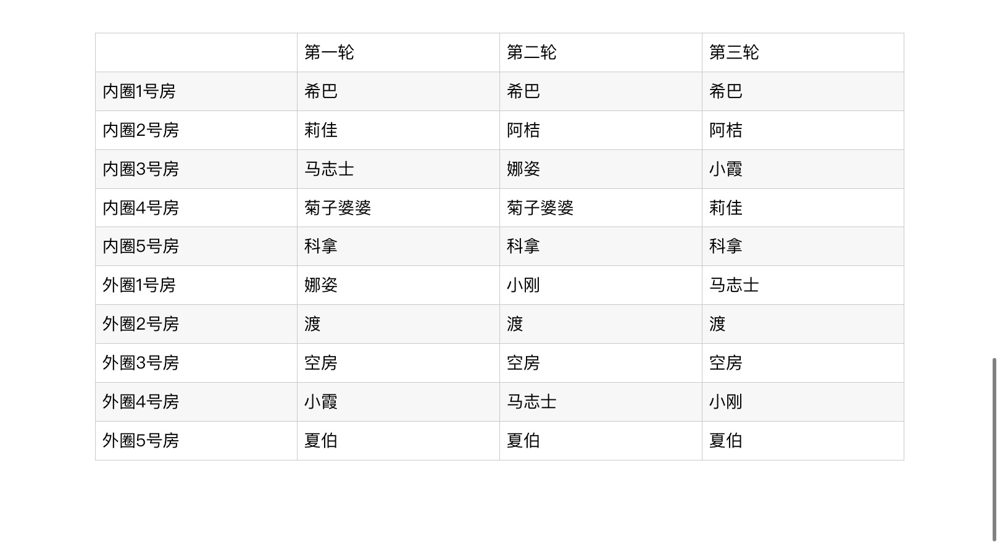 第一轮 第二轮 第三轮
内圈1号房 希巴 希巴 希巴
内圈2号房 莉佳 阿桔 阿桔
内圈3号房 马志士 娜姿 小霞
内圈4号房 菊子婆婆 菊子婆婆 莉佳
内圈5号房 科拿 科拿 科拿
外圈1号房 娜姿 小刚 马志士
外圈2号房 渡 渡 渡
外圈3号房 空房 空房 空房
外圈4号房 小霞 马志士 小刚
外圈5号房 夏伯 夏伯 夏伯